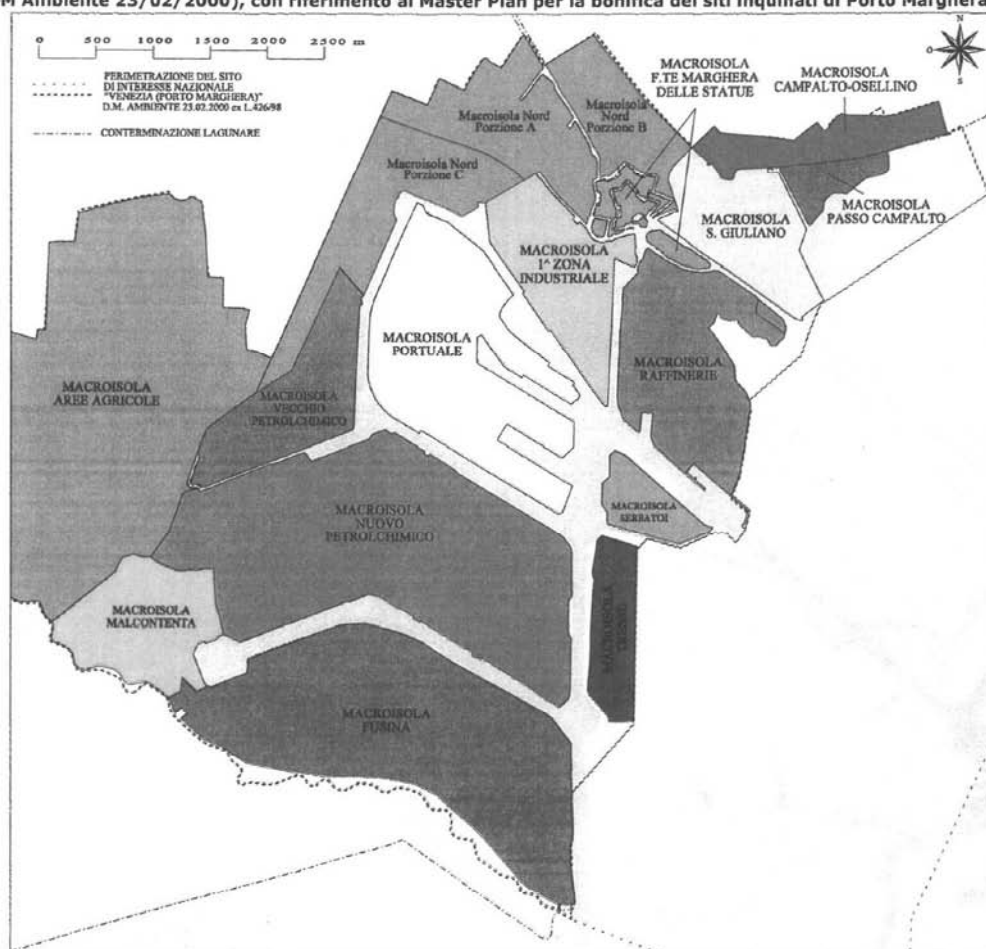 M Ambiente 23/02/2000), con riferimento al Master Plan per la bonifica dei siti inquinati di Porto Marghera
0 500 1000 1500 2000 2500 m
PERIMETRAZIONE DEL SITO
DI INTERESSE NAZIONALE
"VENEZIA (PORTO MARGHERA)"
D.M. AMBIENTE 23.02.2000 ex L.426/98
CONTERMINAZIONE LAGUNARE
N
O
S
MACROISOLA
F.TE MARGHERA
DELLE STATUE
MACROISOLA
CAMPALTO-OSELLINO
Macroisola Nord
Porzione A
Macroisola
Nord
Porzione B
Macroisola Nord
Porzione C
MACROISOLA
PASSO CAMPALTO
MACROISOLA
S. GIULIANO
MACROISOLA
1^ ZONA
INDUSTRIALE
MACROISOLA
PORTUALE
MACROISOLA
RAFFINERIE
MACROISOLA
AREE AGRICOLE
MACROISOLA
VECCHIO
PETROLCHIMICO
MACROISOLA
SERBATOI
MACROISOLA
NUOVO
PETROLCHIMICO
MACROISOLA
MACROISOLA
MALCONTENTA
MACROISOLA
FUSINA